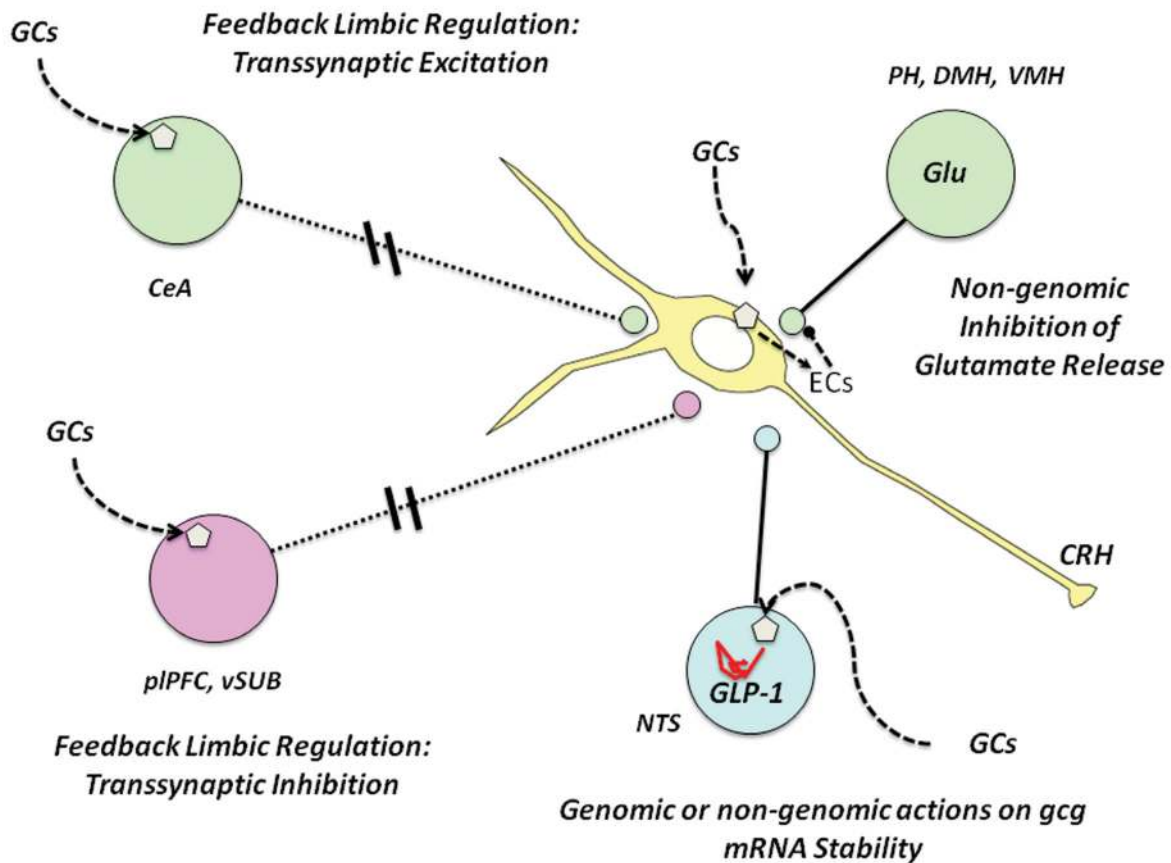 GCs
Feedback Limbic Regulation:
Transsynaptic Excitation
CeA
GCs
PH, DMH, VMH
Glu
Non-genomic
Inhibition of
Glutamate Release
ECs
GCs
plPFC, vSUB
Feedback Limbic Regulation:
Transsynaptic Inhibition
CRH
GLP-1
NTS
GCs
Genomic or non-genomic actions on gcg
mRNA Stability